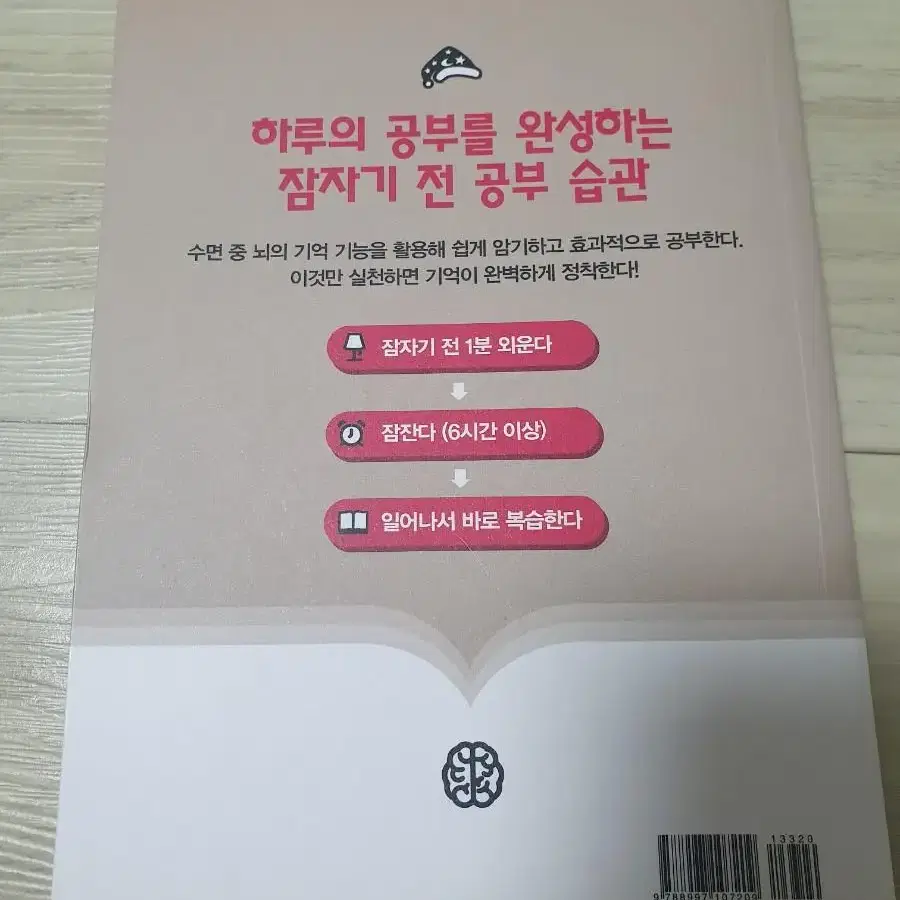 하루의 공부를 완성하는
잠자기 전 공부 습관
수면 중 뇌의 기억 기능을 활용해 쉽게 암기하고 효과적으로 공부한다.
이것만 실천하면 기억이 완벽하게 정착한다!
잠자기 전 1분 외운다
잠잔다 (6시간 이상)
일어나서 바로 복습한다
13320
9 788997 107209